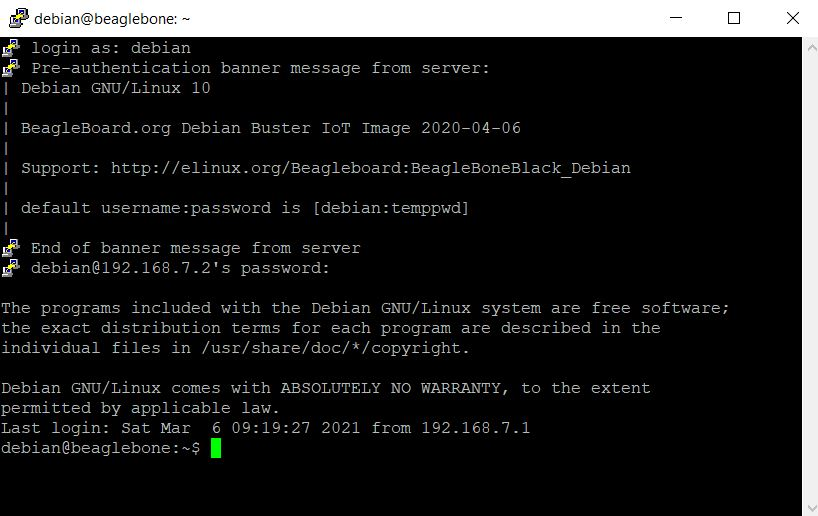 debian@beaglebone: ~
login as: debian
Pre-authentication banner message from server:
| Debian GNU/Linux 10
|
| BeagleBoard.org Debian Buster IoT Image 2020-04-06
|
| Support: http://elinux.org/Beagleboard:BeagleBoneBlack_Debian
|
| default username:password is [debian:temppwd]
|
End of banner message from server
debian@192.168.7.2's password:
The programs included with the Debian GNU/Linux system are free software;
the exact distribution terms for each program are described in the
individual files in /usr/share/doc/*/copyright.
Debian GNU/Linux comes with ABSOLUTELY NO WARRANTY, to the extent
permitted by applicable law.
Last login: Sat Mar  6 09:19:27 2021 from 192.168.7.1
debian@beaglebone:~$